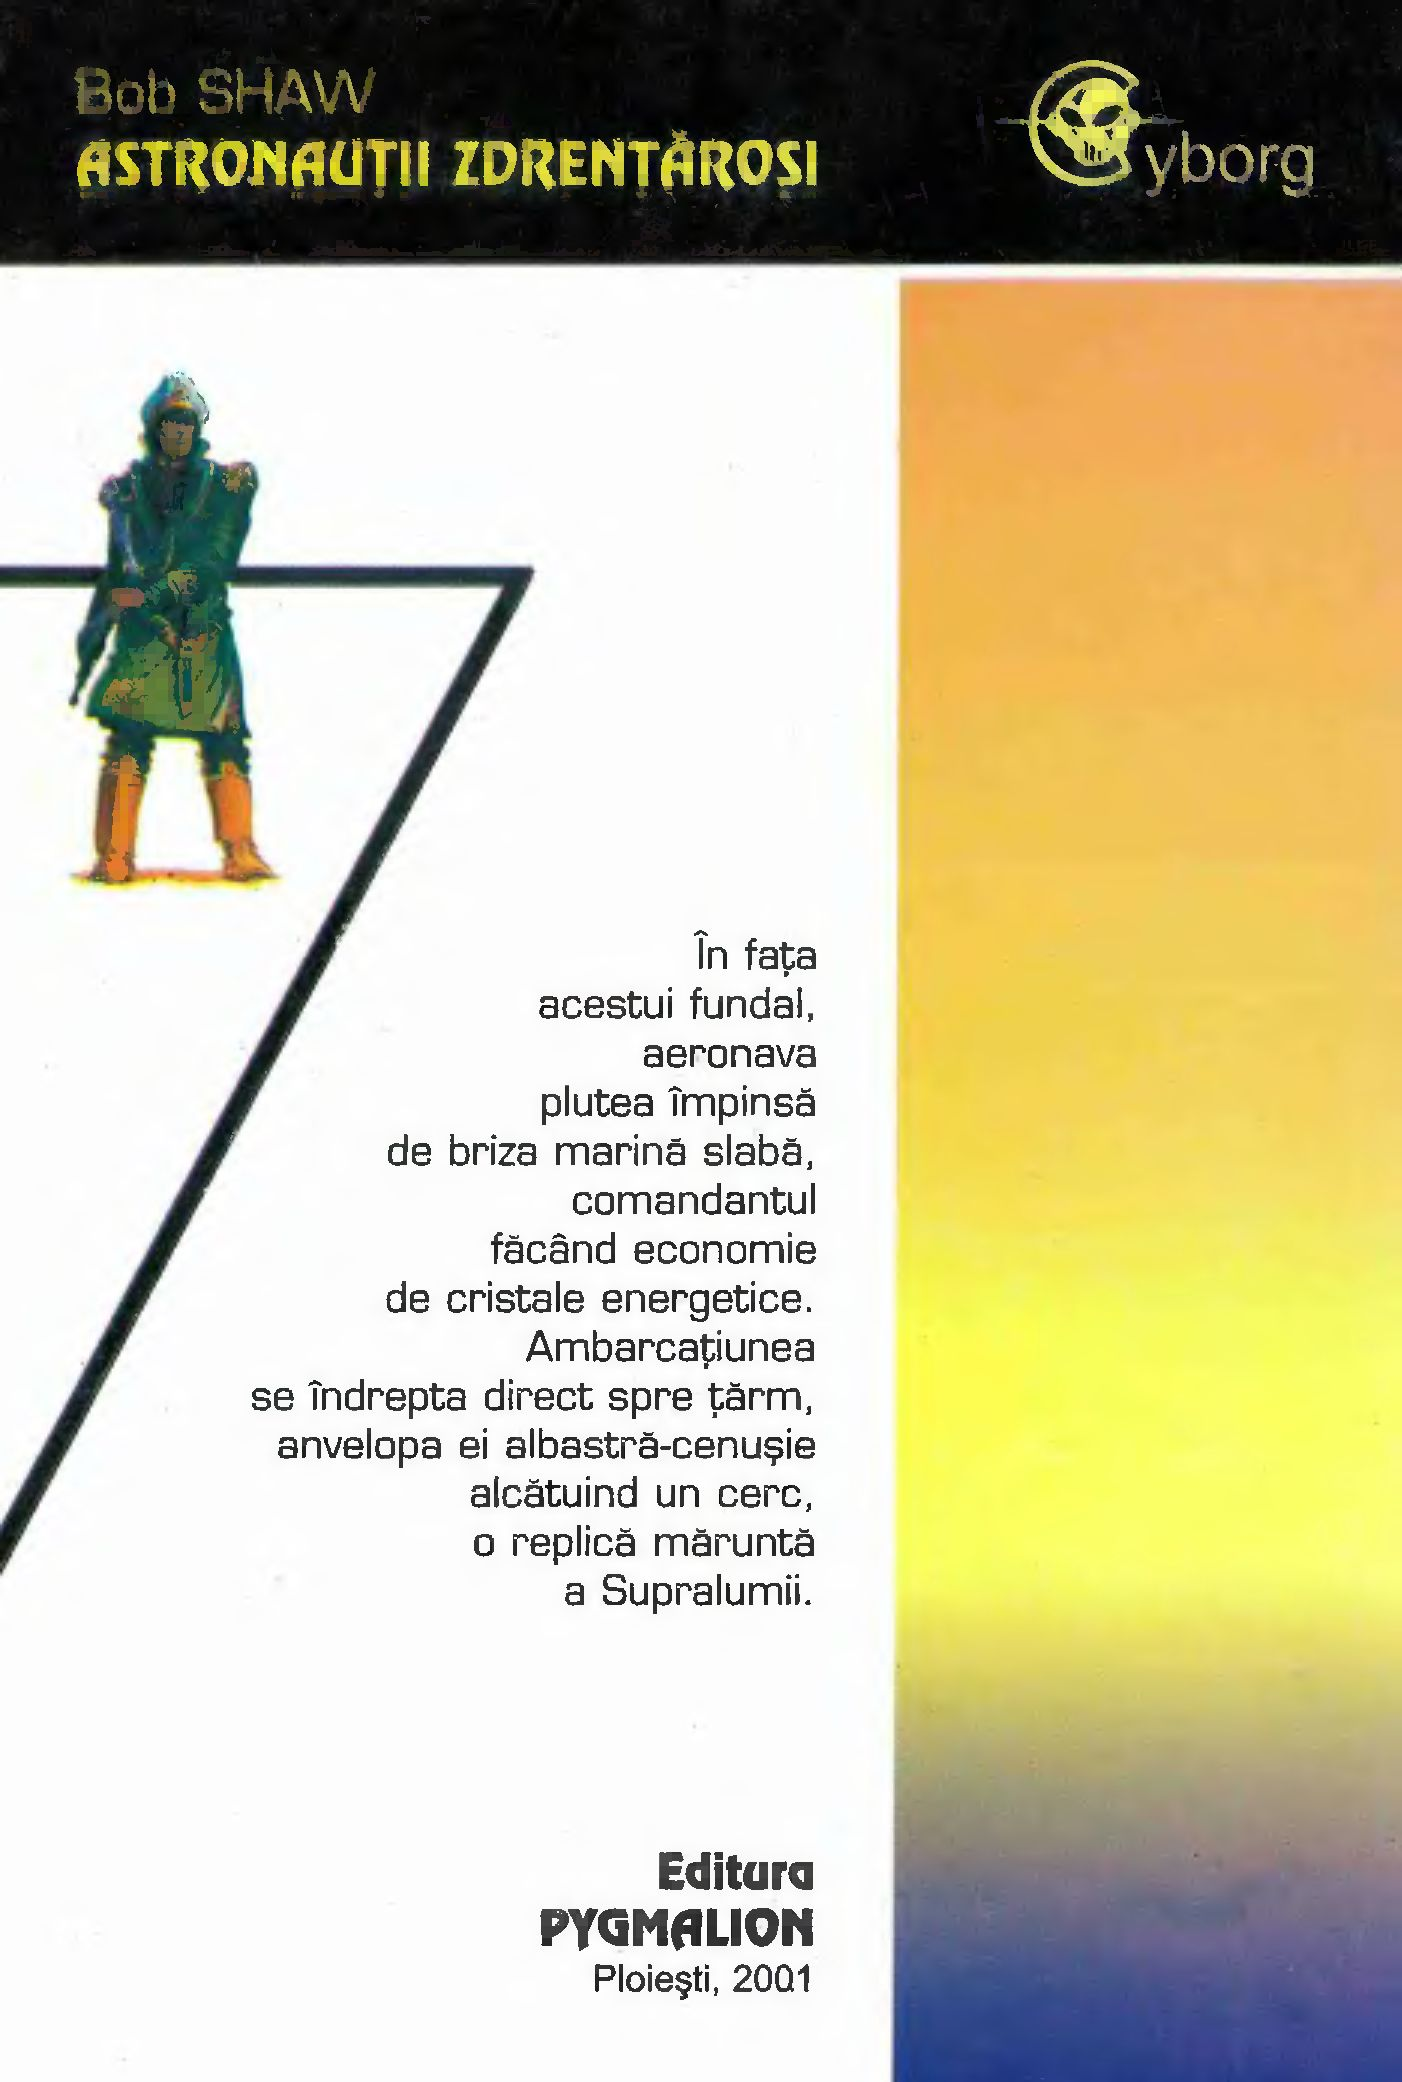 Bob SHAW
ASTRONAUȚII ZDRENȚĂROȘI
Cyborg
În fața
acestui fundal,
aeronava
plutea împinsă
de briza marină slabă,
comandantul
făcând economie
de cristale energetice.
Ambarcațiunea
se îndrepta direct spre țărm,
anvelopa ei albastră-cenușie
alcătuind un cerc,
o replică măruntă
a Supralumii.
Editura
PYGMALION
Ploiești, 2001